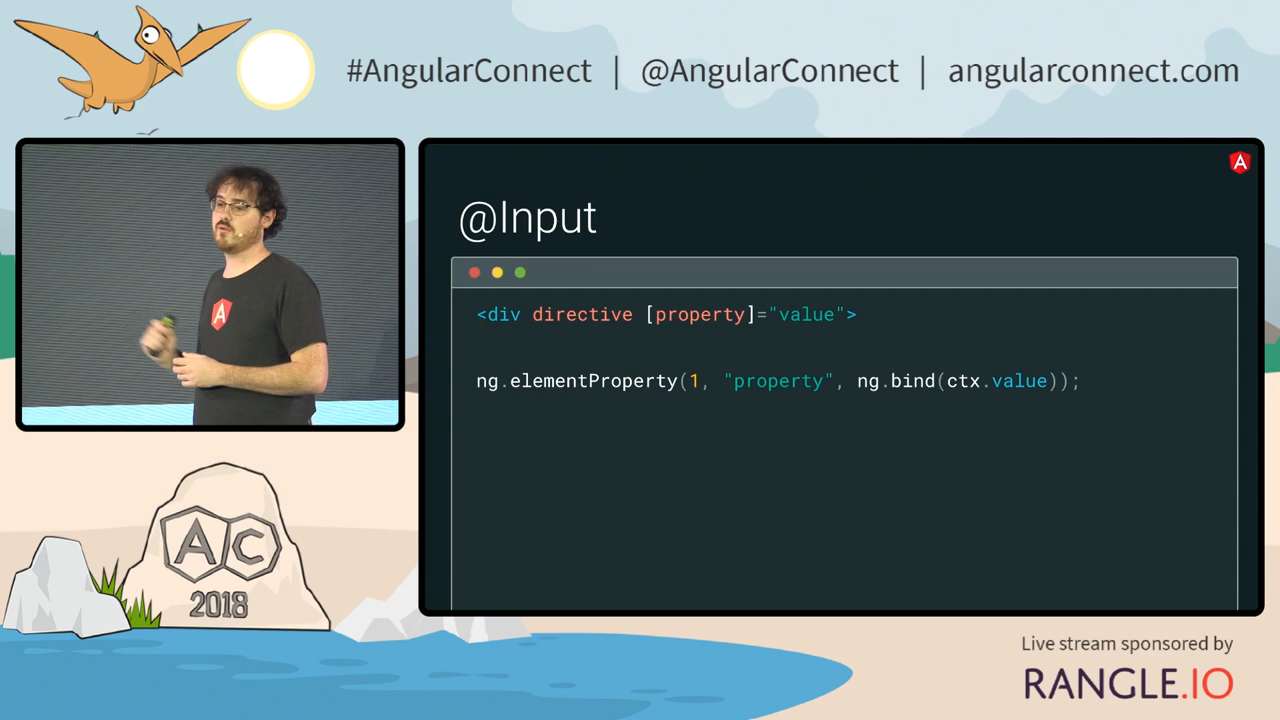 #AngularConnect | @AngularConnect | angularconnect.com
A
@Input
<div directive [property]="value">
ng.elementProperty(1, "property", ng.bind(ctx.value));
A
AC
2018
Live stream sponsored by
RANGLE.IO